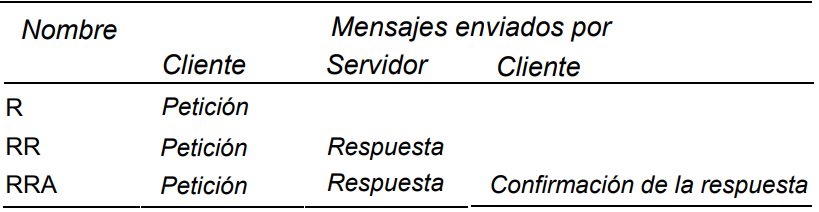 Nombre Mensajes enviados por
Cliente Servidor Cliente
R Petición
RR Petición Respuesta
RRA Petición Respuesta Confirmación de la respuesta